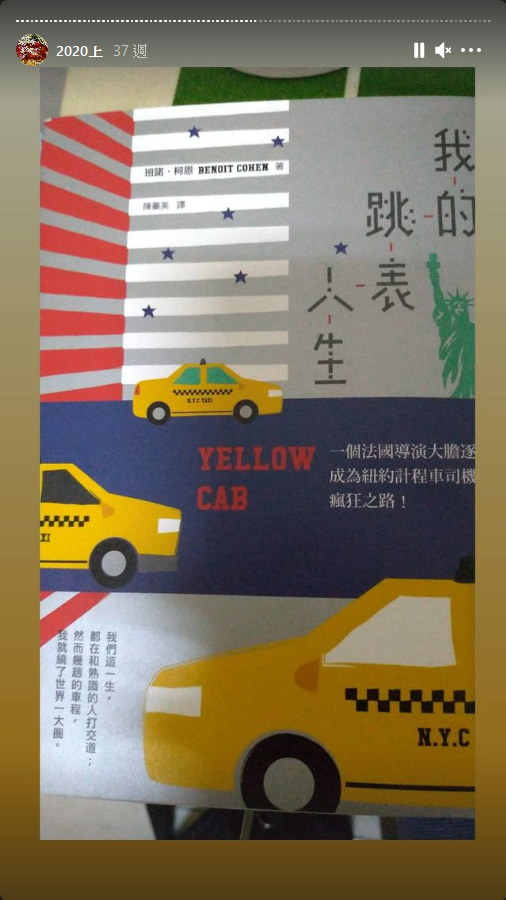 2020上 37 週
班諾・柯恩 BENOIT COHEN 著
陳蓁美 譯
我的
跳表
人生
N.Y.C TAXI
YELLOW
CAB
一個法國導演大膽逐
成為紐約計程車司機
瘋狂之路！
XI
我們這一生，
都在和熟識的人打交道；
然而幾趟的車程，
我就繞了世界一大圈。
N.Y.C